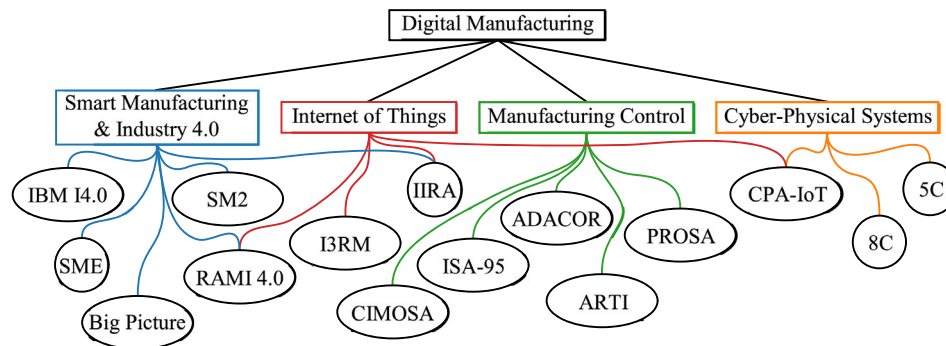 Digital Manufacturing
Smart Manufacturing
& Industry 4.0
Internet of Things
Manufacturing Control
Cyber-Physical Systems
IBM I4.0
SM2
IIRA
CPA-IoT
5C
ADACOR
PROSA
SME
RAMI 4.0
I3RM
ISA-95
8C
Big Picture
CIMOSA
ARTI